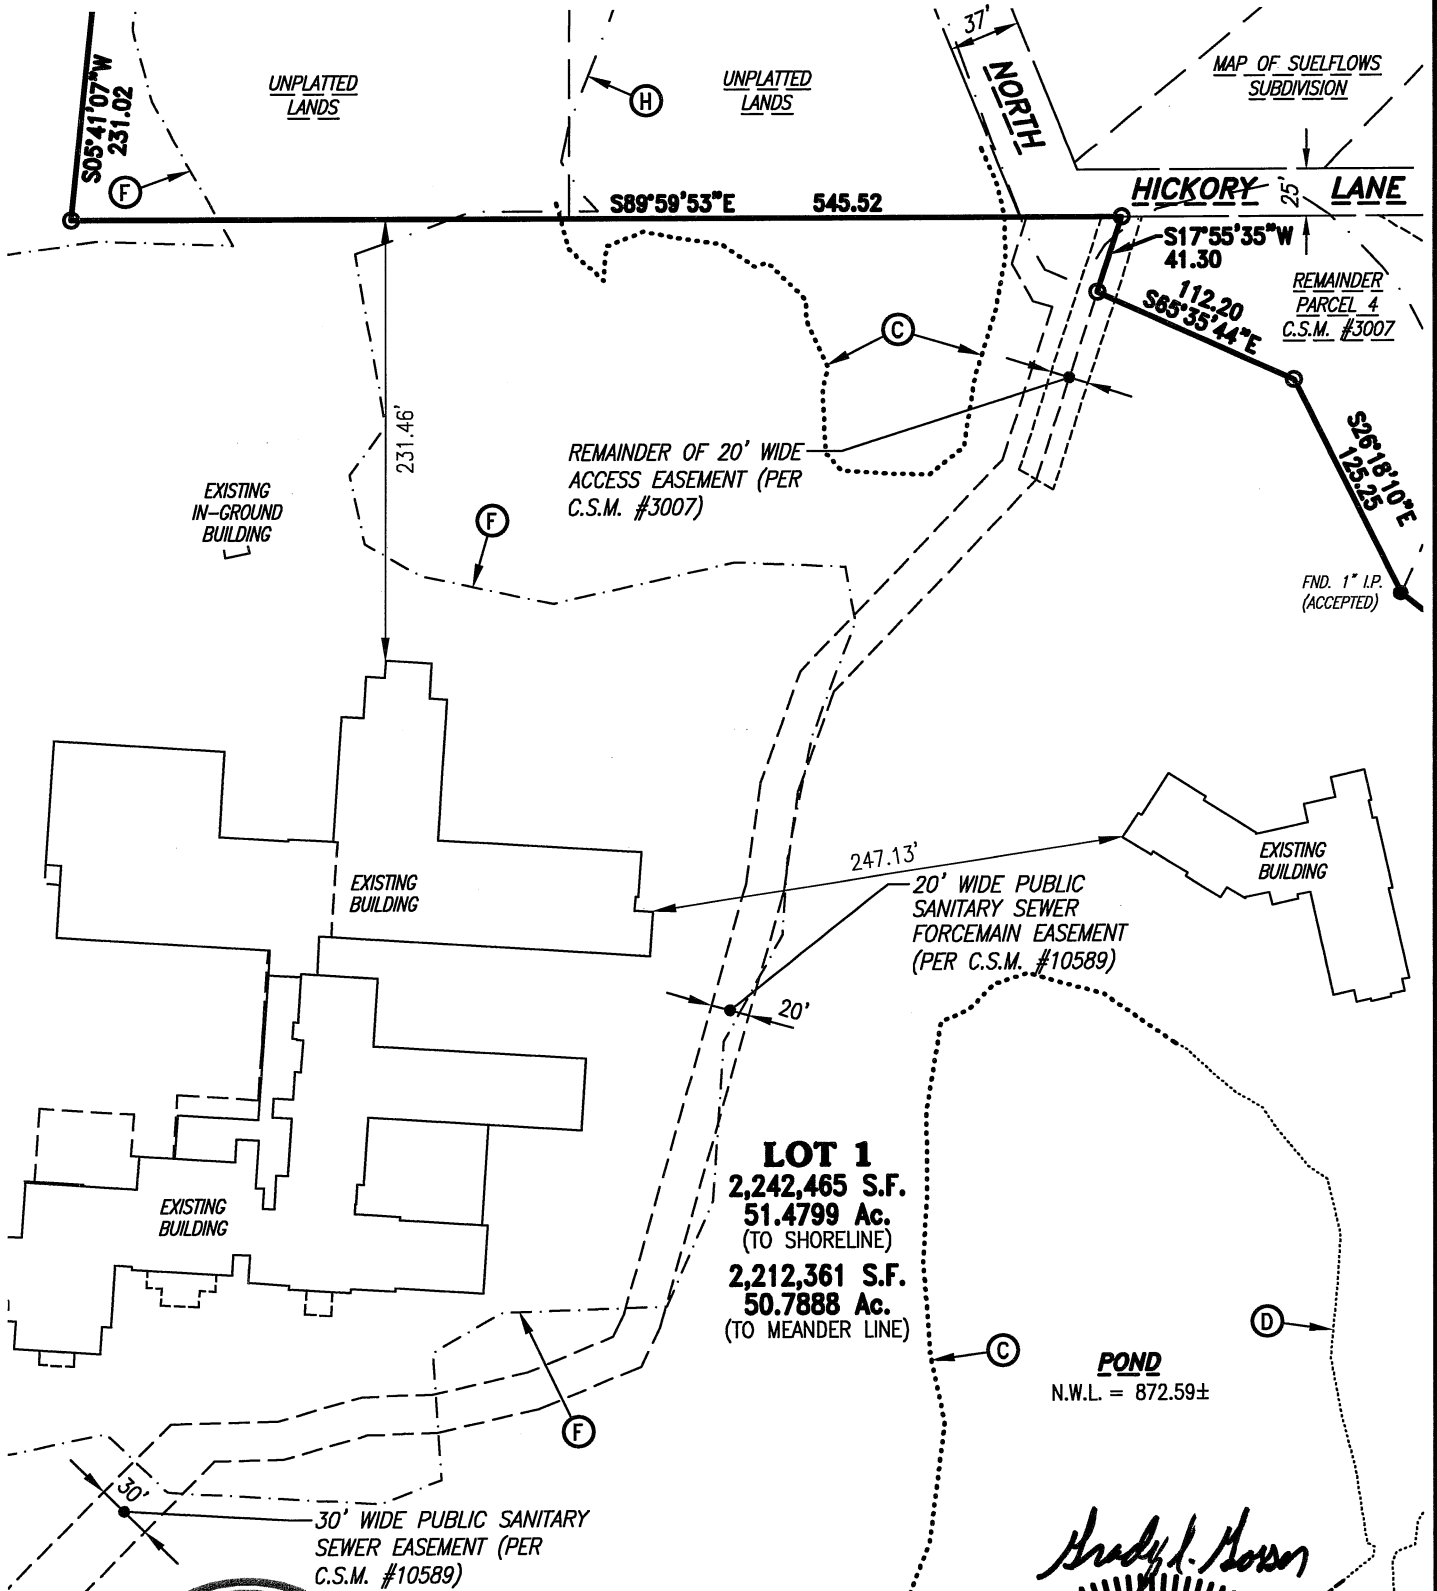 37'
NORTH
MAP OF SUELFLOWS
SUBDIVISION
UNPLATTED
LANDS
H
UNPLATTED
LANDS
S05°41'07"W
231.02
F
S89°59'53"E 545.52
HICKORY LANE
25'
S17°55'35"W
41.30
REMAINDER
PARCEL 4
C.S.M. #3007
112.20
S65°35'44"E
C
231.46'
S26°18'10"E
125.25
REMAINDER OF 20' WIDE
ACCESS EASEMENT (PER
C.S.M. #3007)
EXISTING
IN-GROUND
BUILDING
F
FND. 1" I.P.
(ACCEPTED)
247.13'
EXISTING
BUILDING
EXISTING
BUILDING
20' WIDE PUBLIC
SANITARY SEWER
FORCEMAIN EASEMENT
(PER C.S.M. #10589)
20'
LOT 1
2,242,465 S.F.
51.4799 Ac.
(TO SHORELINE)
2,212,361 S.F.
50.7888 Ac.
(TO MEANDER LINE)
EXISTING
BUILDING
D
C
POND
N.W.L. = 872.59±
F
30'
30' WIDE PUBLIC SANITARY
SEWER EASEMENT (PER
C.S.M. #10589)